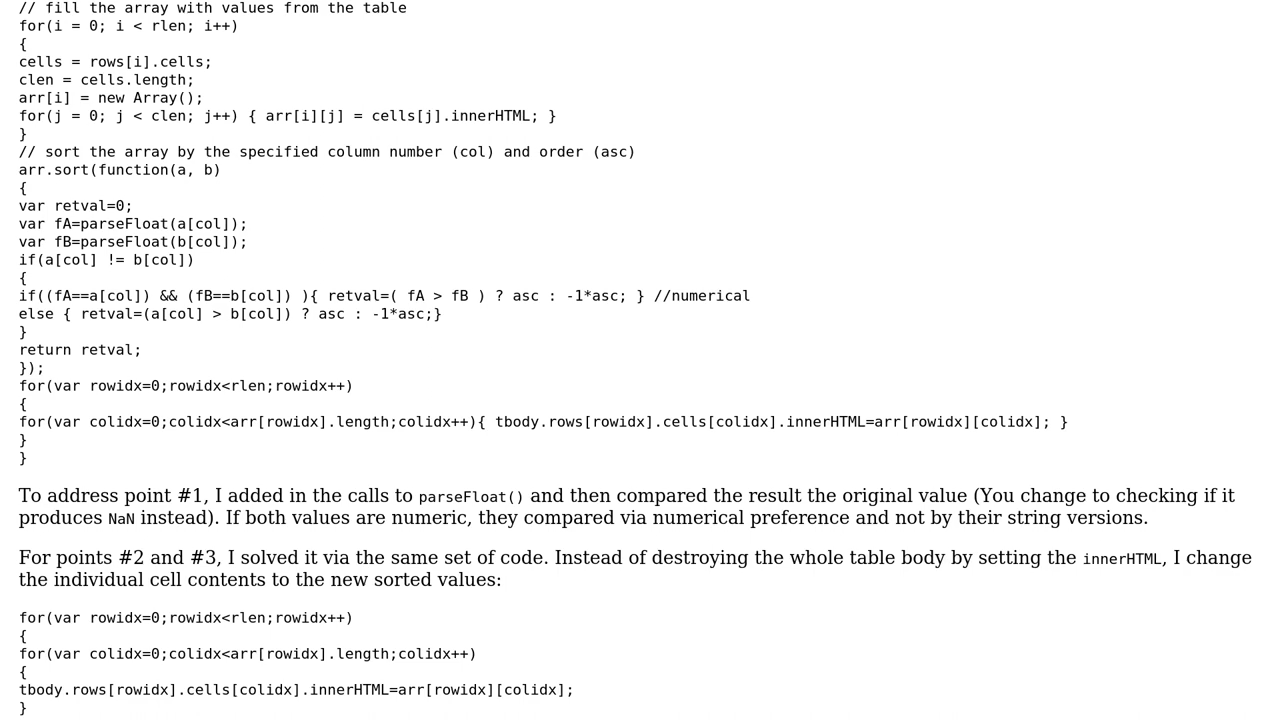 // fill the array with values from the table
for(i = 0; i < rlen; i++)
{
cells = rows[i].cells;
clen = cells.length;
arr[i] = new Array();
for(j = 0; j < clen; j++) { arr[i][j] = cells[j].innerHTML; }
}
// sort the array by the specified column number (col) and order (asc)
arr.sort(function(a, b)
{
var retval=0;
var fA=parseFloat(a[col]);
var fB=parseFloat(b[col]);
if(a[col] != b[col])
{
if((fA==a[col]) && (fB==b[col]) ){ retval=( fA > fB ) ? asc : -1*asc; } //numerical
else { retval=(a[col] > b[col]) ? asc : -1*asc;}
}
return retval;
});
for(var rowidx=0;rowidx<rlen;rowidx++)
{
for(var colidx=0;colidx<arr[rowidx].length;colidx++){ tbody.rows[rowidx].cells[colidx].innerHTML=arr[rowidx][colidx]; }
}
}
To address point #1, I added in the calls to parseFloat() and then compared the result the original value (You change to checking if it
produces NaN instead). If both values are numeric, they compared via numerical preference and not by their string versions.
For points #2 and #3, I solved it via the same set of code. Instead of destroying the whole table body by setting the innerHTML, I change
the individual cell contents to the new sorted values:
for(var rowidx=0;rowidx<rlen;rowidx++)
{
for(var colidx=0;colidx<arr[rowidx].length;colidx++)
{
tbody.rows[rowidx].cells[colidx].innerHTML=arr[rowidx][colidx];
}